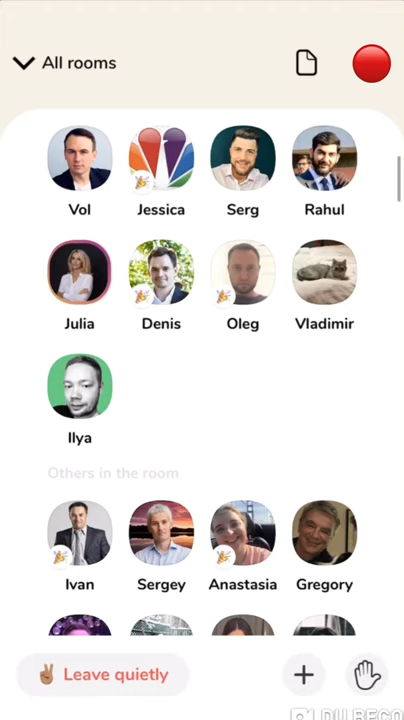 All rooms
Vol Jessica Serg Rahul
Julia Denis Oleg Vladimir
Ilya
Others in the room
Ivan Sergey Anastasia Gregory
Leave quietly